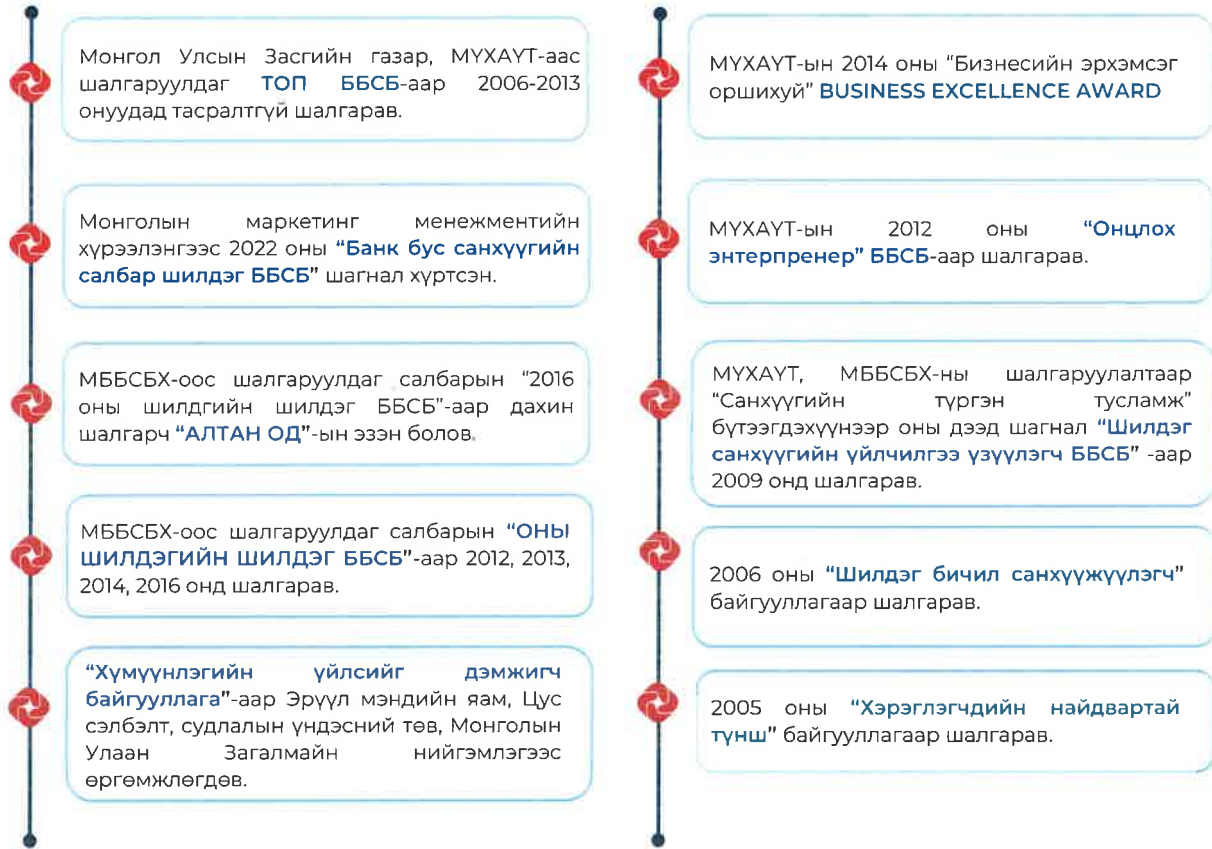 Монгол Улсын Засгийн газар, МҮХАҮТ-аас
шалгаруулдаг ТОП ББСБ-аар 2006-2013
онуудад тасралтгүй шалгарав.
Монголын маркетинг менежментийн
хүрээлэнгээс 2022 оны “Банк бус санхүүгийн
салбар шилдэг ББСБ” шагнал хүртсэн.
МББСБХ-оос шалгаруулдаг салбарын “2016
оны шилдгийн шилдэг ББСБ”-аар дахин
шалгарч “АЛТАН ОД”-ын эзэн болов.
МББСБХ-оос шалгаруулдаг салбарын “ОНЫ
ШИЛДЭГИЙН ШИЛДЭГ ББСБ”-аар 2012, 2013,
2014, 2016 онд шалгарав.
“Хүмүүнлэгийн үйлсийг дэмжигч
байгууллага”-аар Эрүүл мэндийн яам, Цус
сэлбэлт, судлалын үндэсний төв, Монголын
Улаан Загалмайн нийгэмлэгээс
өргөмжлөгдөв.
МҮХАҮТ-ын 2014 оны “Бизнесийн эрхэмсэг
оршихуй” BUSINESS EXCELLENCE AWARD
МҮХАҮТ-ын 2012 оны “Онцлох
энтерпренер” ББСБ-аар шалгарав.
МҮХАҮТ, МББСБХ-ны шалгаруулалтаар
“Санхүүгийн түргэн тусламж”
бүтээгдэхүүнээр оны дээд шагнал “Шилдэг
санхүүгийн үйлчилгээ үзүүлэгч ББСБ” -аар
2009 онд шалгарав.
2006 оны “Шилдэг бичил санхүүжүүлэгч”
байгууллагаар шалгарав.
2005 оны “Хэрэглэгчдийн найдвартай
түнш” байгууллагаар шалгарав.